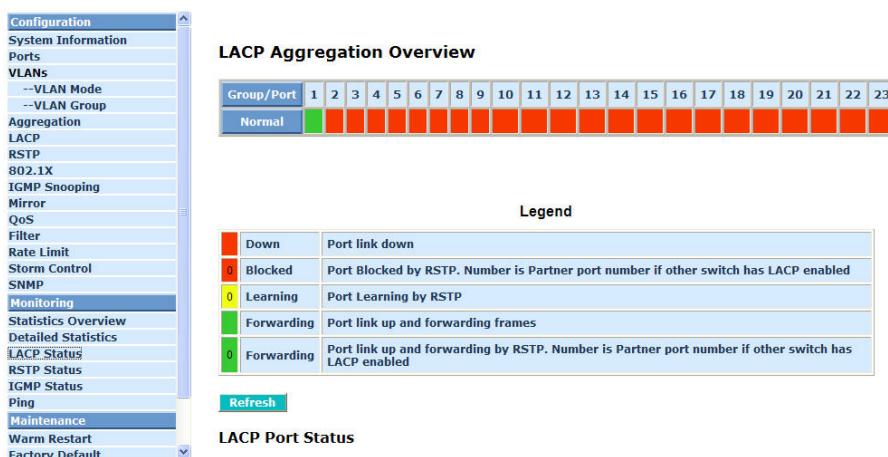 Configuration
System Information
Ports
VLANs
--VLAN Mode
--VLAN Group
Aggregation
LACP
RSTP
802.1X
IGMP Snooping
Mirror
QoS
Filter
Rate Limit
Storm Control
SNMP
Monitoring
Statistics Overview
Detailed Statistics
LACP Status
RSTP Status
IGMP Status
Ping
Maintenance
Warm Restart
Factory Default
LACP Aggregation Overview
Group/Port 1 2 3 4 5 6 7 8 9 10 11 12 13 14 15 16 17 18 19 20 21 22 23
Normal
Legend
Down Port link down
0 Blocked Port Blocked by RSTP. Number is Partner port number if other switch has LACP enabled
0 Learning Port Learning by RSTP
Forwarding Port link up and forwarding frames
0 Forwarding Port link up and forwarding by RSTP. Number is Partner port number if other switch has
LACP enabled
Refresh
LACP Port Status